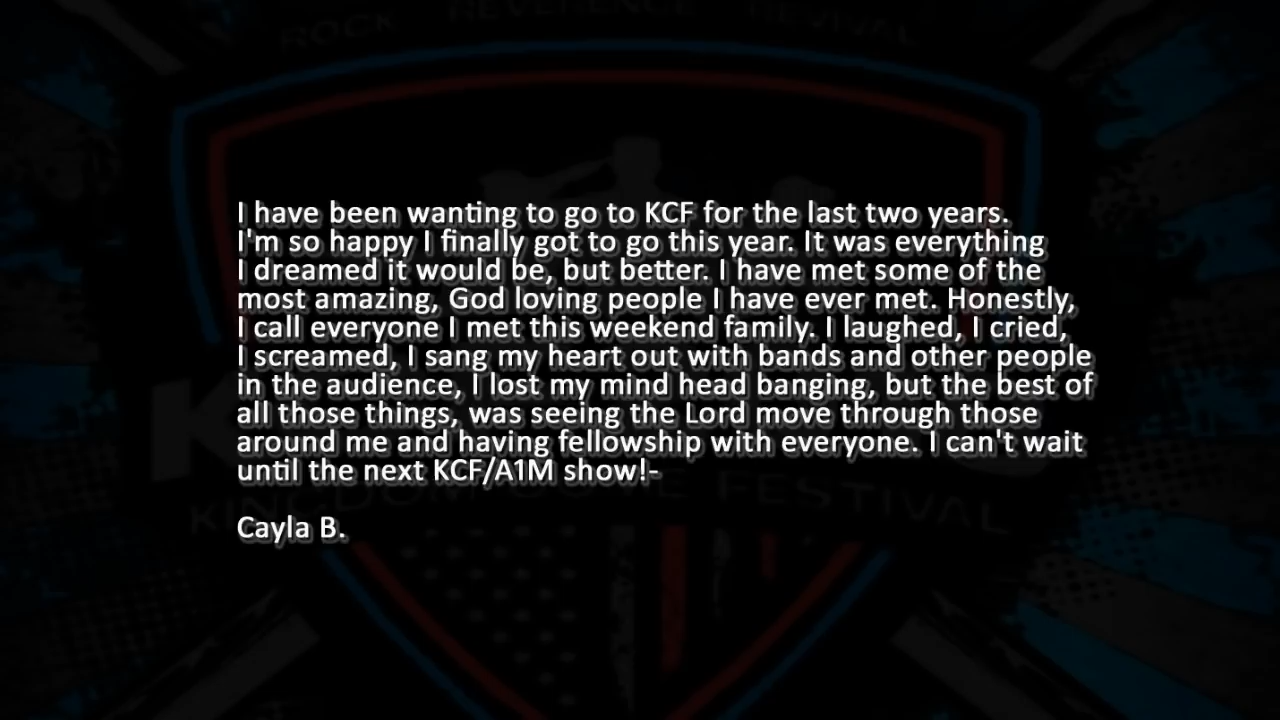 ROCK REVERENCE REVIVAL
I have been wanting to go to KCF for the last two years.
I'm so happy I finally got to go this year. It was everything
I dreamed it would be, but better. I have met some of the
most amazing, God loving people I have ever met. Honestly,
I call everyone I met this weekend family. I laughed, I cried,
I screamed, I sang my heart out with bands and other people
in the audience, I lost my mind head banging, but the best of
all those things, was seeing the Lord move through those
around me and having fellowship with everyone. I can't wait
until the next KCF/A1M show!-
FESTIVAL
Cayla B.